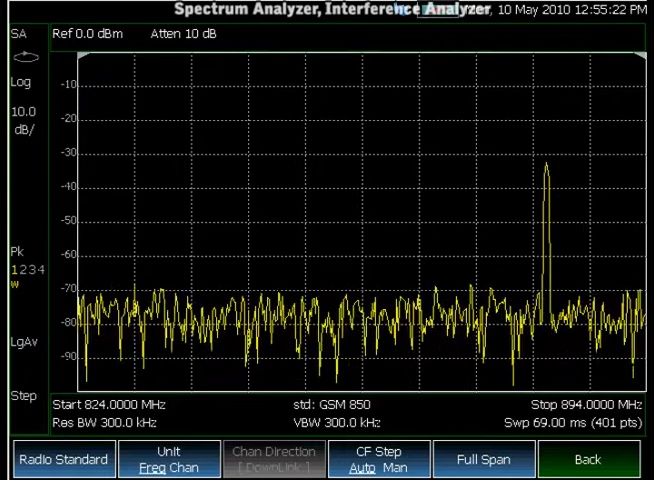 Spectrum Analyzer, Interference Analyzer, 10 May 2010 12:55:22 PM
SA
Ref 0.0 dBm
Atten 10 dB
Log
10.0
dB/
-10
-20
-30
-40
-50
-60
-70
-80
-90
Pk
1234
W
LgAv
Step
Start 824.0000 MHz
std: GSM 850
Stop 894.0000 MHz
Res BW 300.0 kHz
VBW 300.0 kHz
Swp 69.00 ms (401 pts)
Radio Standard
Unit
Freq Chan
Chan Direction
[ DownLink ]
CF Step
Auto Man
Full Span
Back